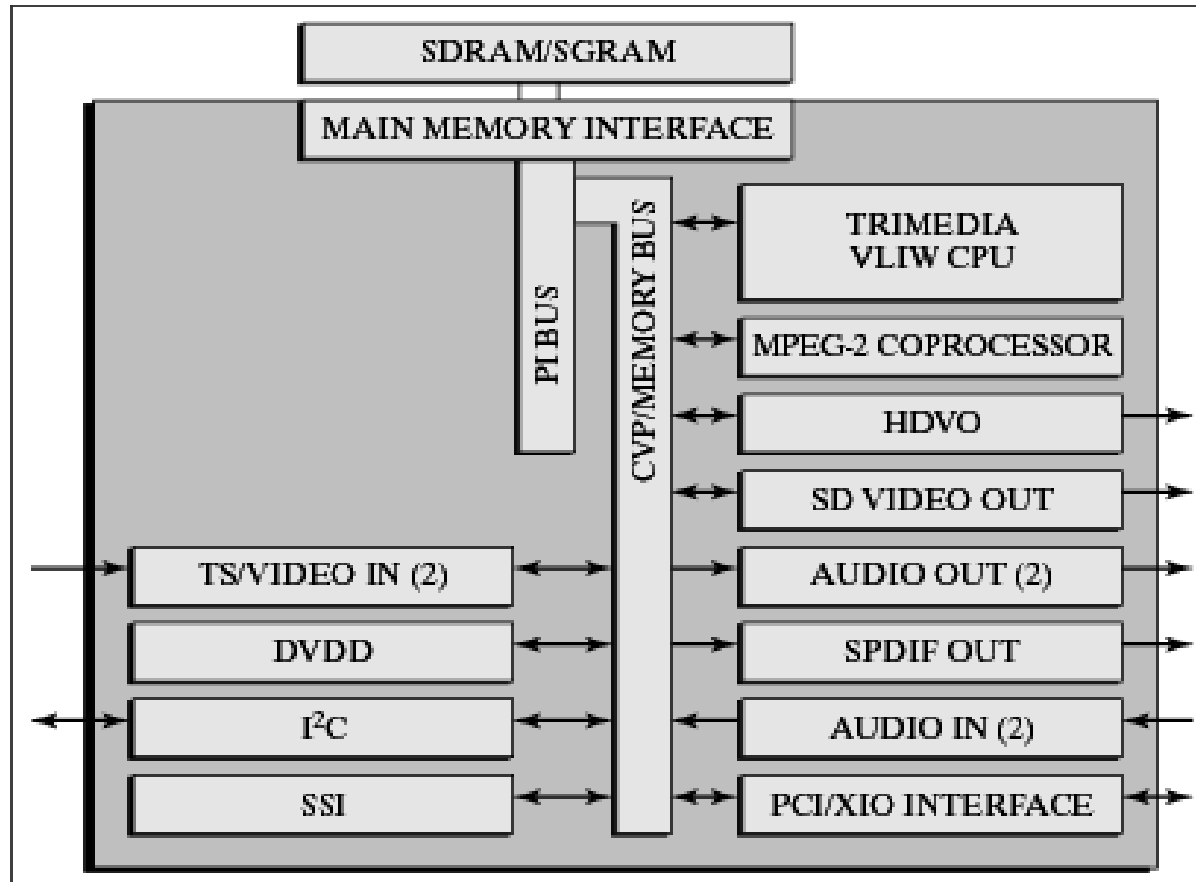 SDRAM/SGRAM
MAIN MEMORY INTERFACE
PI BUS
CVP/MEMORY BUS
TRIMEDIA
VLIW CPU
MPEG-2 COPROCESSOR
HDVO
SD VIDEO OUT
TS/VIDEO IN (2)
AUDIO OUT (2)
DVDD
SPDIF OUT
I²C
AUDIO IN (2)
SSI
PCI/XIO INTERFACE